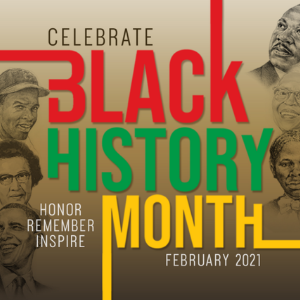 CELEBRATE
BLACK
HISTORY
MONTH
HONOR
REMEMBER
INSPIRE
FEBRUARY 2021